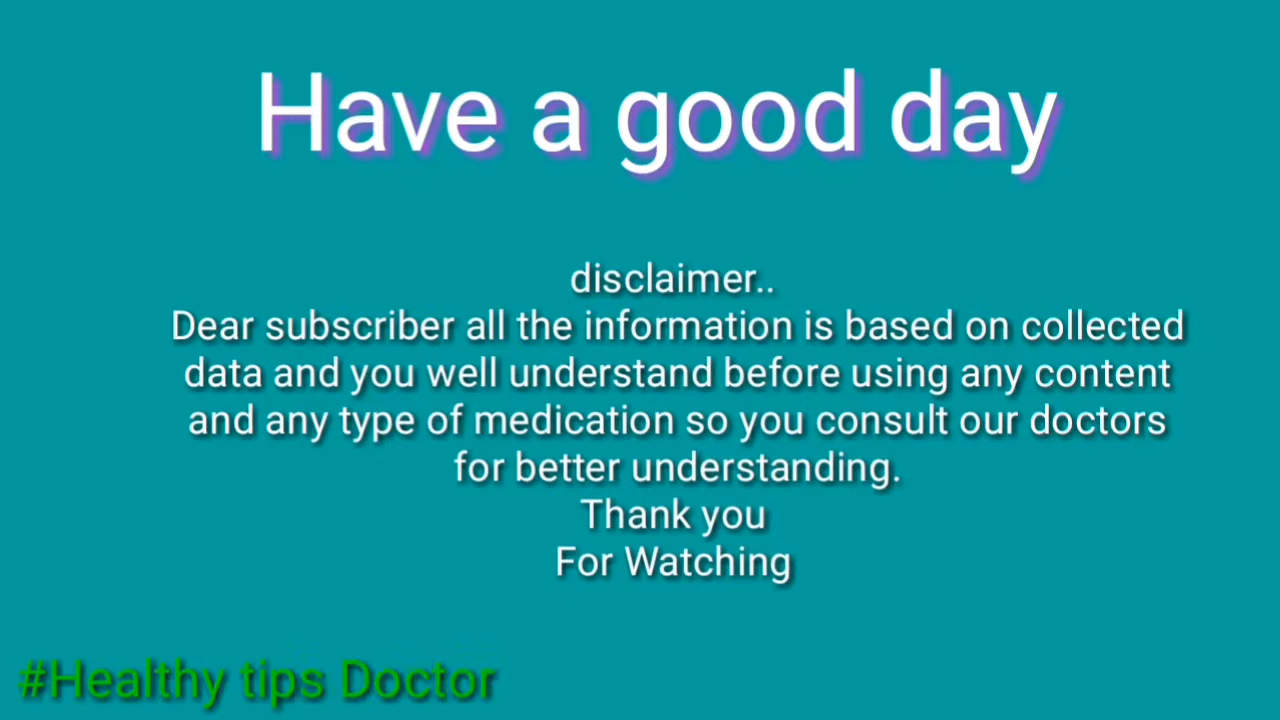 Have a good day
disclaimer..
Dear subscriber all the information is based on collected
data and you well understand before using any content
and any type of medication so you consult our doctors
for better understanding.
Thank you
For Watching
#Healthy tips Doctor